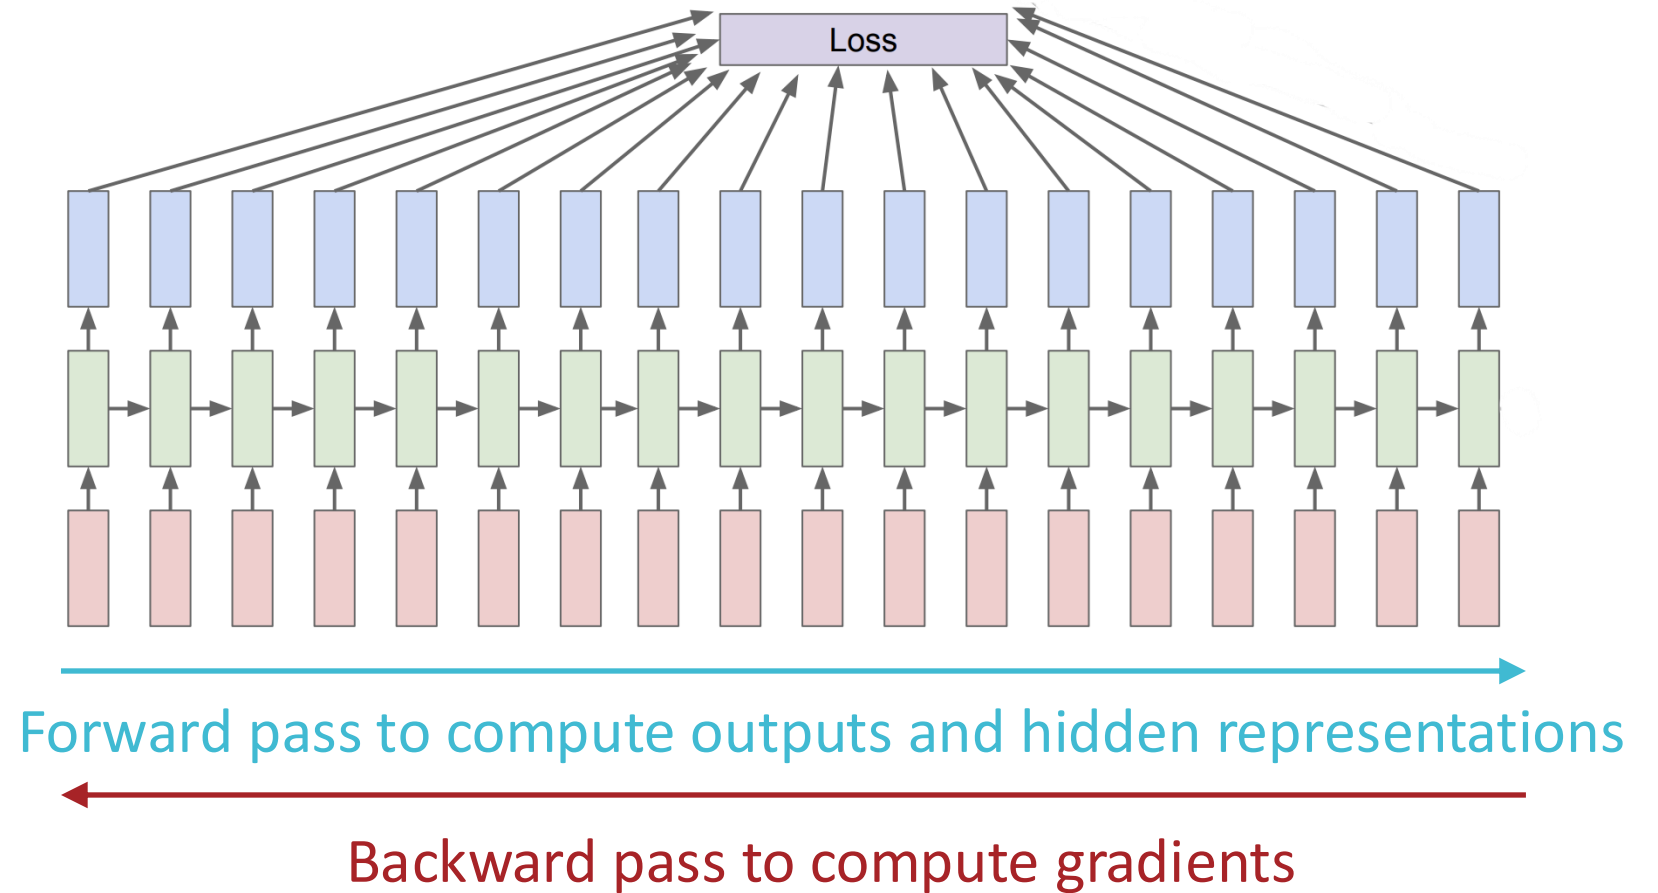 Loss
Forward pass to compute outputs and hidden representations
Backward pass to compute gradients